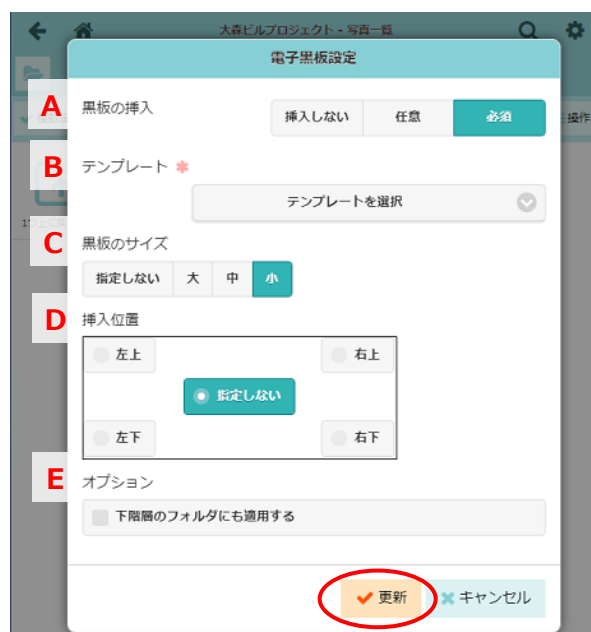 大森ビルプロジェクト - 写真一覧
電子黒板設定
A 黒板の挿入
挿入しない 任意 必須
操作
B テンプレート *
テンプレートを選択
C 黒板のサイズ
指定しない 大 中 小
D 挿入位置
左上 右上
指定しない
左下 右下
E オプション
下階層のフォルダにも適用する
更新 キャンセル